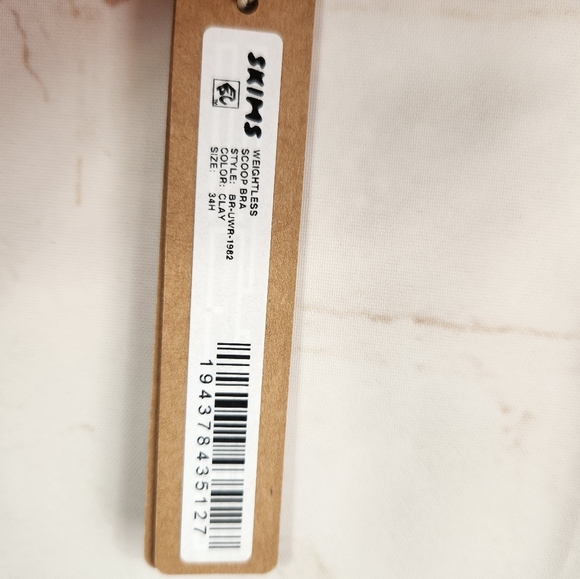 SKIMS
WEIGHTLESS
SCOOP BRA
STYLE: BR-UWR-1982
COLOR: CLAY
SIZE: 34H
194378435127